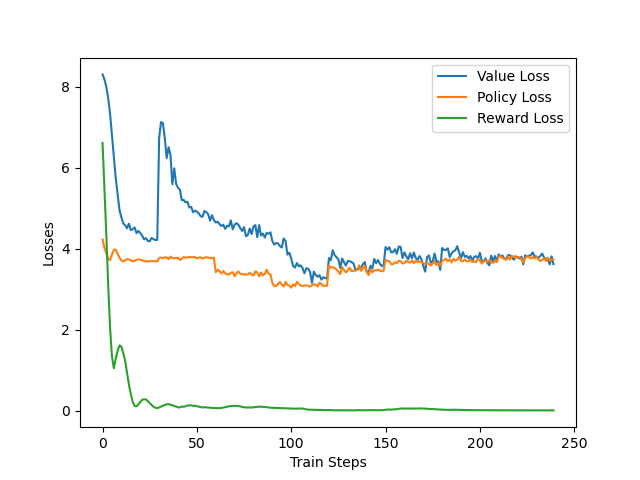 Value Loss
Policy Loss
Reward Loss
Losses
8
6
4
2
0
0 50 100 150 200 250
Train Steps